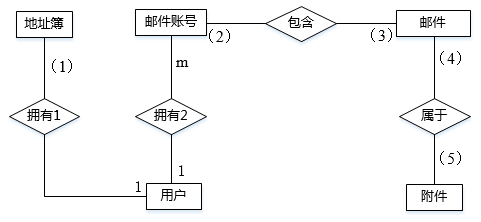 地址簿
邮件账号
(2)
包含
(3)
邮件
(1)
m
(4)
拥有1
拥有2
属于
1
1
(5)
用户
附件